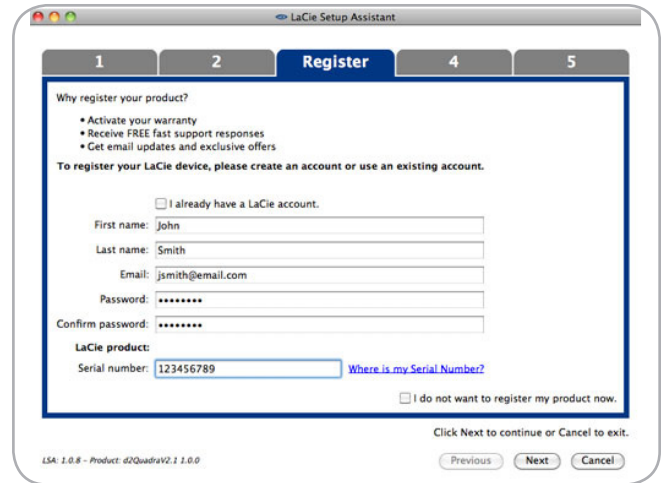 LaCie Setup Assistant
1 2 Register 4 5
Why register your product?
• Activate your warranty
• Receive FREE fast support responses
• Get email updates and exclusive offers
To register your LaCie device, please create an account or use an existing account.
I already have a LaCie account.
First name: John
Last name: Smith
Email: jsmith@email.com
Password: ••••••••
Confirm password: ••••••••
LaCie product:
Serial number: 123456789 Where is my Serial Number?
I do not want to register my product now.
Click Next to continue or Cancel to exit.
LSA: 1.0.8 – Product: d2QuadraV2.1 1.0.0 Previous Next Cancel